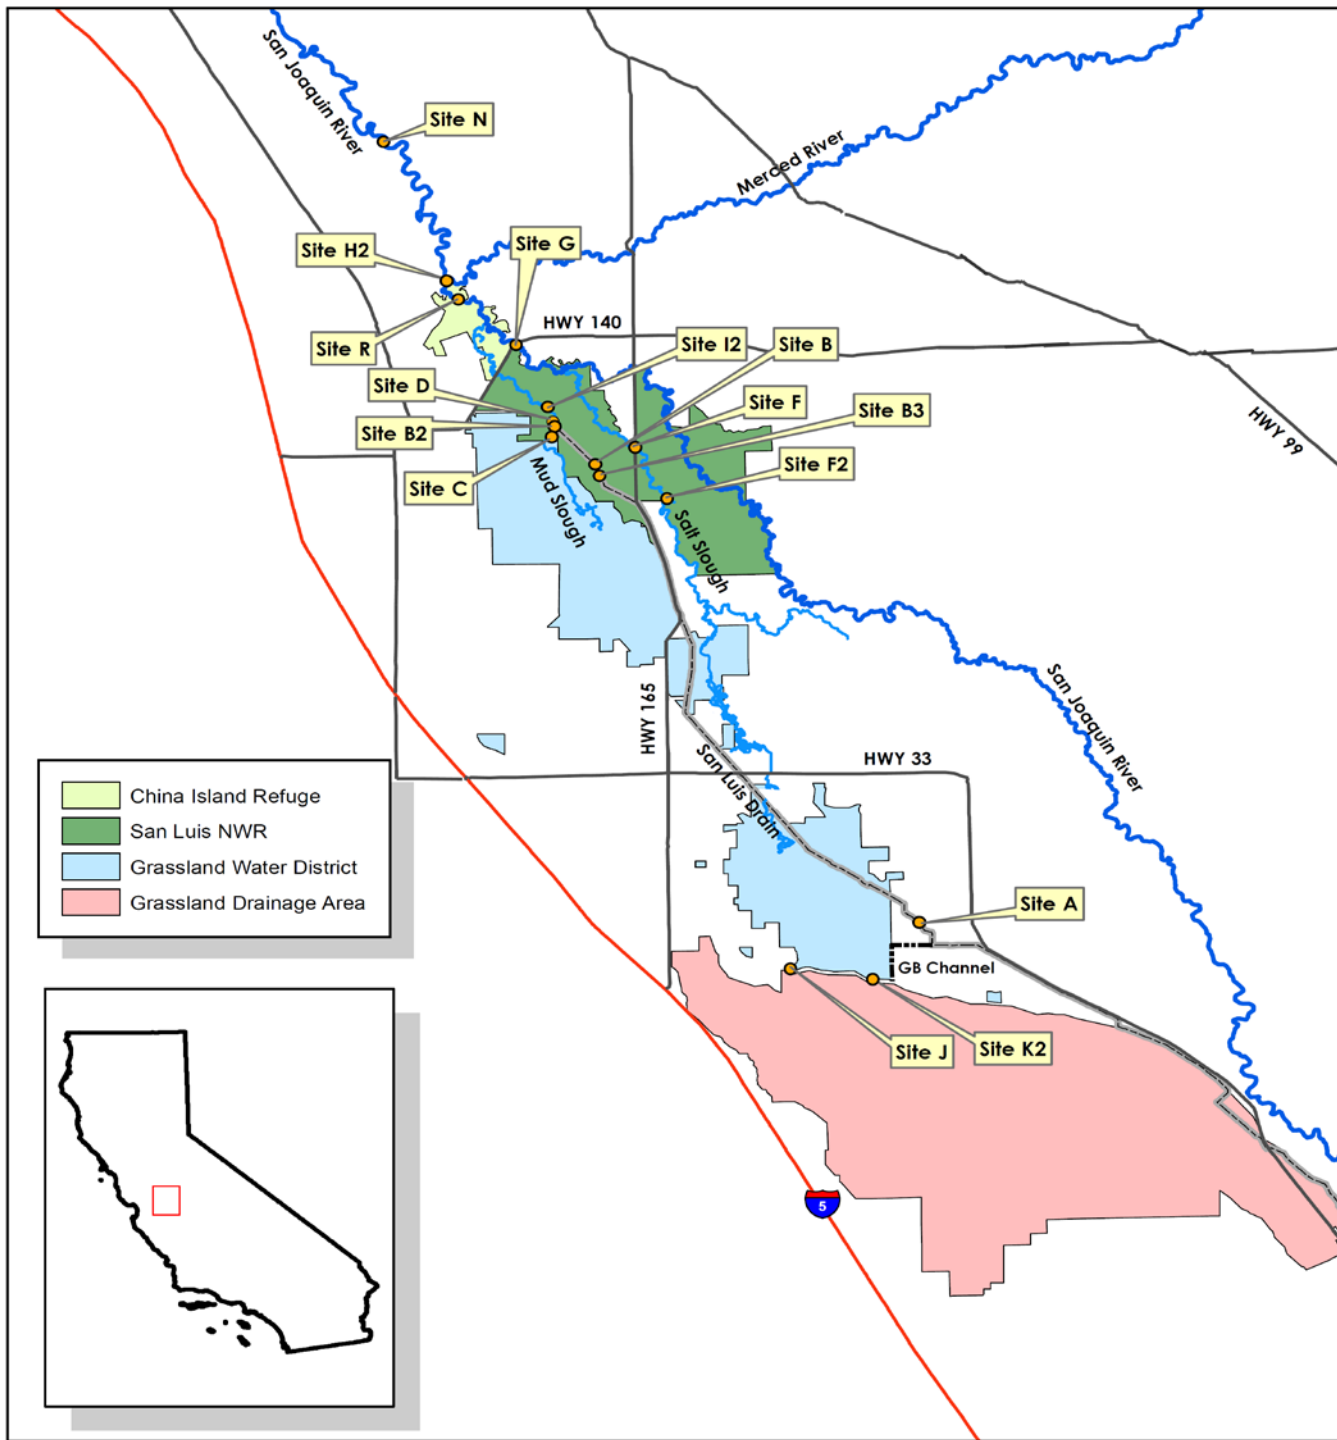 San Joaquin River
Site N
Merced River
Site H2
Site G
HWY 140
Site R
Site I2
Site B
Site D
Site F
Site B3
Site B2
HWY 99
Site C
Mud Slough
Site F2
Salt Slough
San Joaquin River
HWY 165
San Luis Drain
HWY 33
China Island Refuge
San Luis NWR
Grassland Water District
Grassland Drainage Area
Site A
GB Channel
Site J
Site K2
5